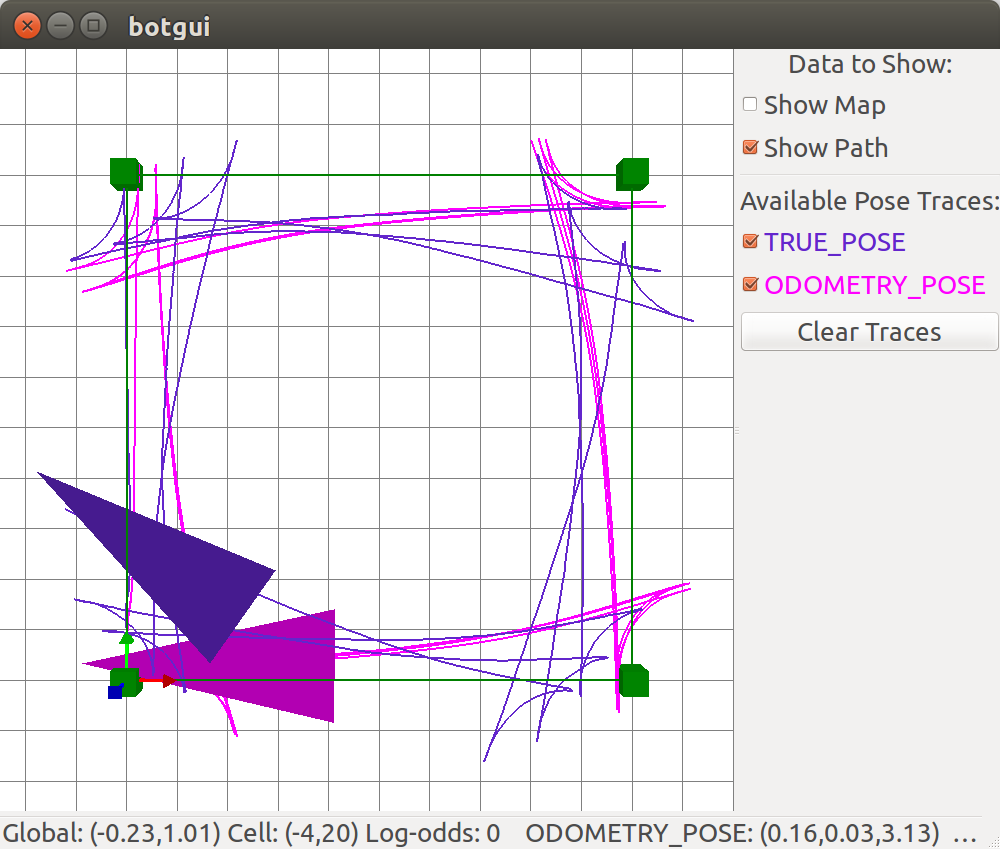 botgui
Data to Show:
Show Map
Show Path
Available Pose Traces:
TRUE_POSE
ODOMETRY_POSE
Clear Traces
Global: (-0.23,1.01) Cell: (-4,20) Log-odds: 0 ODOMETRY_POSE: (0.16,0.03,3.13) ...